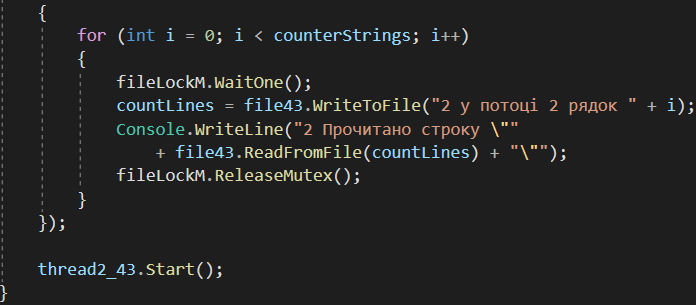 {
for (int i = 0; i < counterStrings; i++)
{
fileLockM.WaitOne();
countLines = file43.WriteToFile("2 у потоці 2 рядок " + i);
Console.WriteLine("2 Прочитано строку \""
+ file43.ReadFromFile(countLines) + "\"");
fileLockM.ReleaseMutex();
}
});
thread2_43.Start();
}